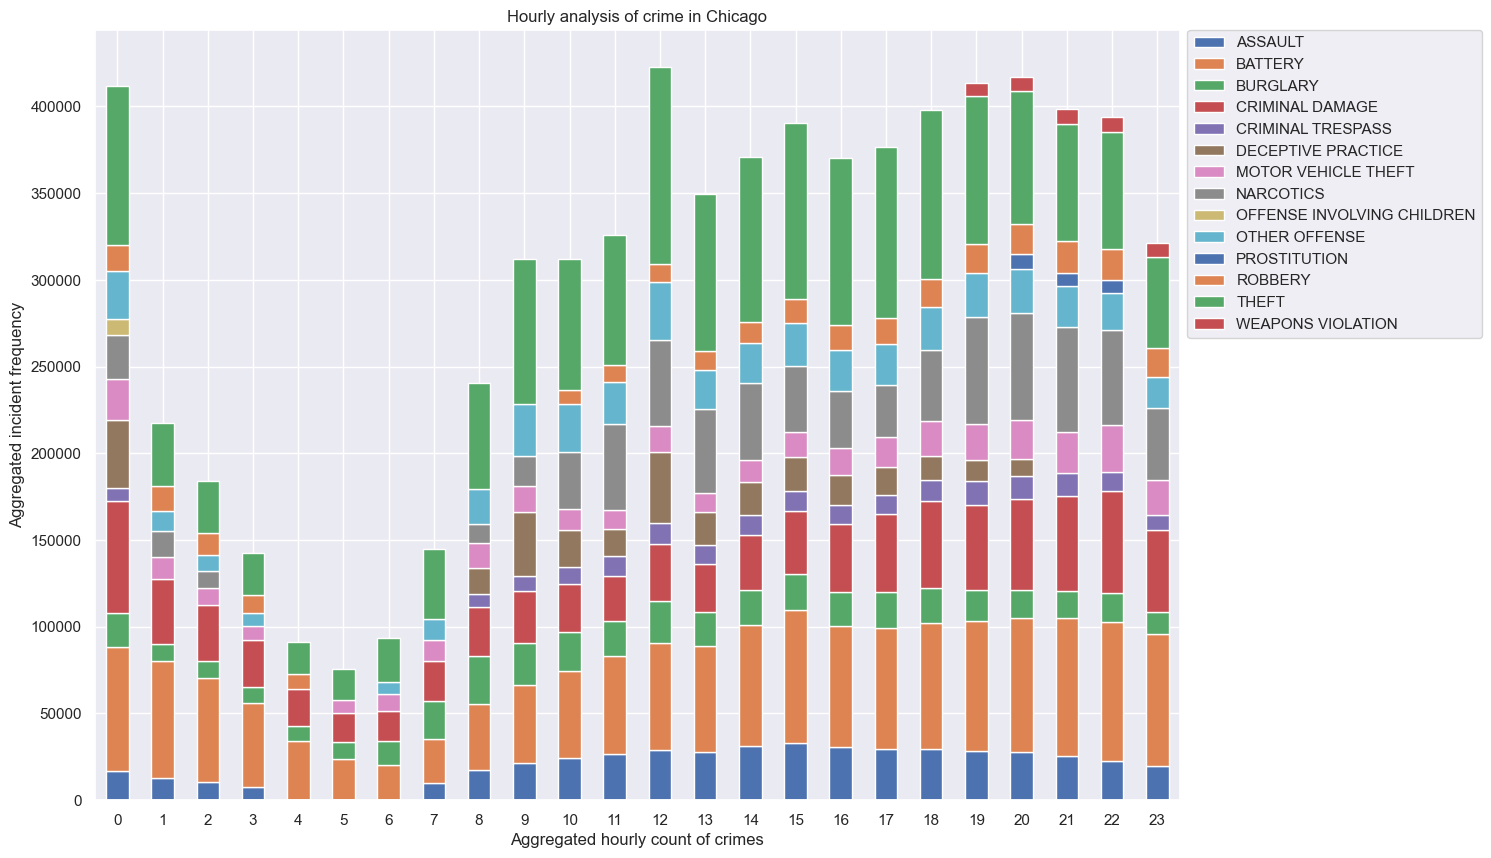 Hourly analysis of crime in Chicago
ASSAULT
BATTERY
BURGLARY
CRIMINAL DAMAGE
CRIMINAL TRESPASS
DECEPTIVE PRACTICE
MOTOR VEHICLE THEFT
NARCOTICS
OFFENSE INVOLVING CHILDREN
OTHER OFFENSE
PROSTITUTION
ROBBERY
THEFT
WEAPONS VIOLATION
Aggregated incident frequency
400000
350000
300000
250000
200000
150000
100000
50000
0
0 1 2 3 4 5 6 7 8 9 10 11 12 13 14 15 16 17 18 19 20 21 22 23
Aggregated hourly count of crimes